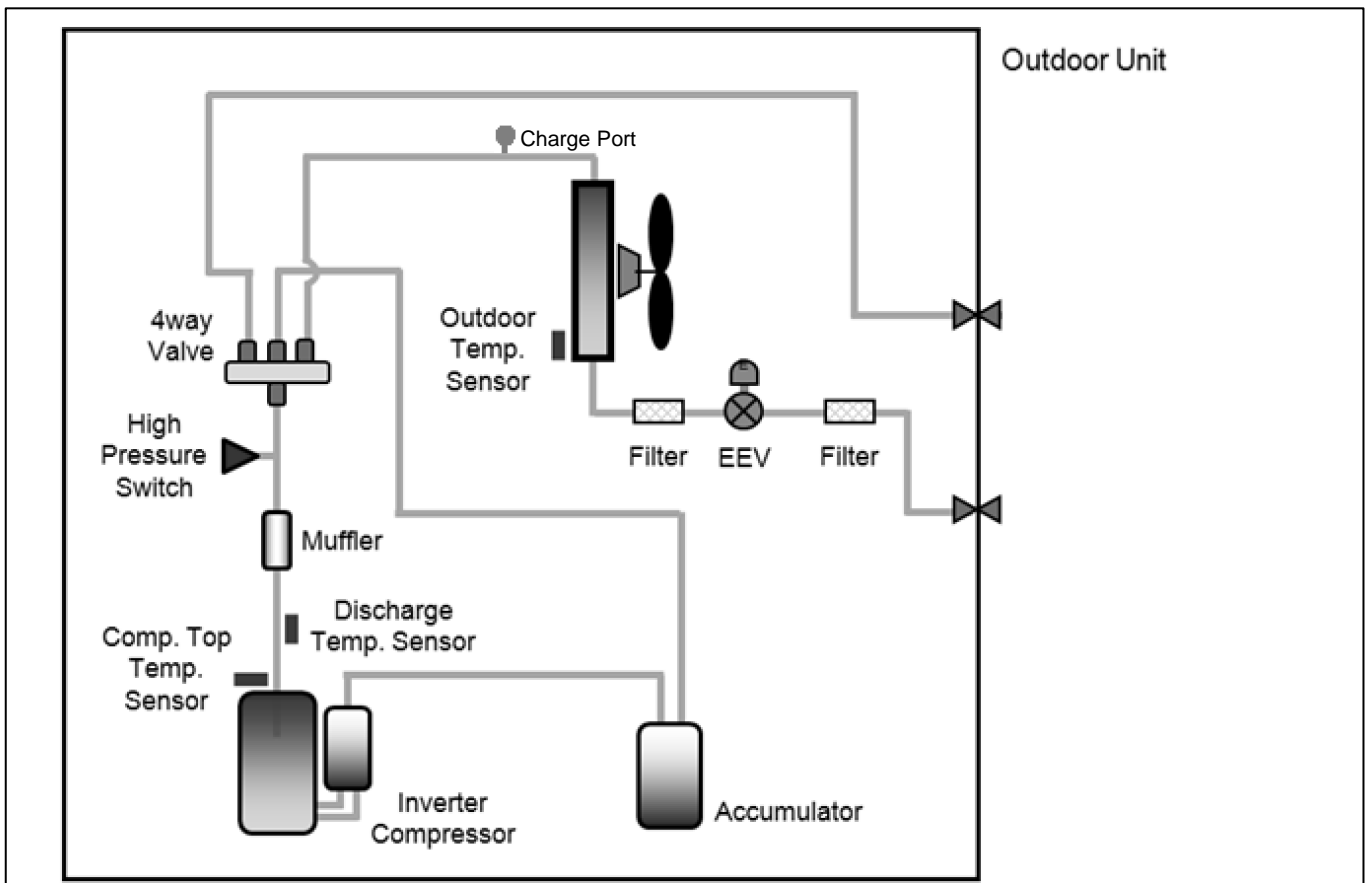 Outdoor Unit
Charge Port
4way
Valve
Outdoor
Temp.
Sensor
E
High
Pressure
Switch
Filter
EEV
Filter
Muffler
Discharge
Temp. Sensor
Comp. Top
Temp.
Sensor
Inverter
Compressor
Accumulator